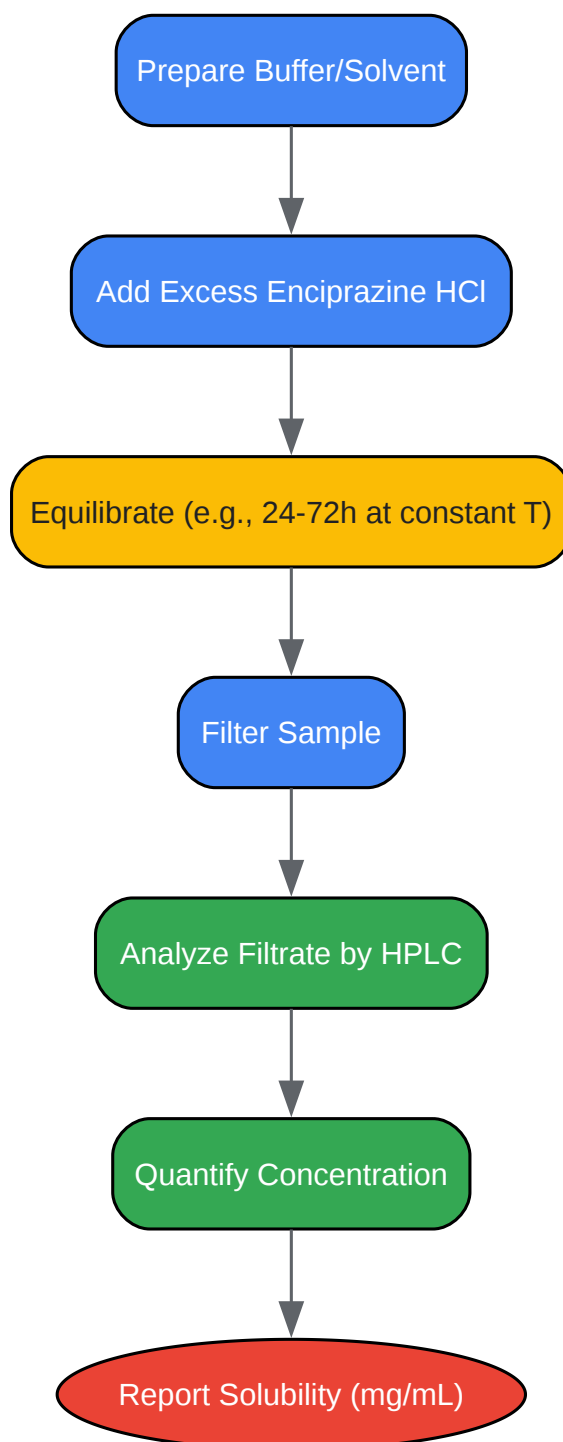 Prepare Buffer/Solvent
Add Excess Enciprazine HCl
Equilibrate (e.g., 24-72h at constant T)
Filter Sample
Analyze Filtrate by HPLC
Quantify Concentration
Report Solubility (mg/mL)